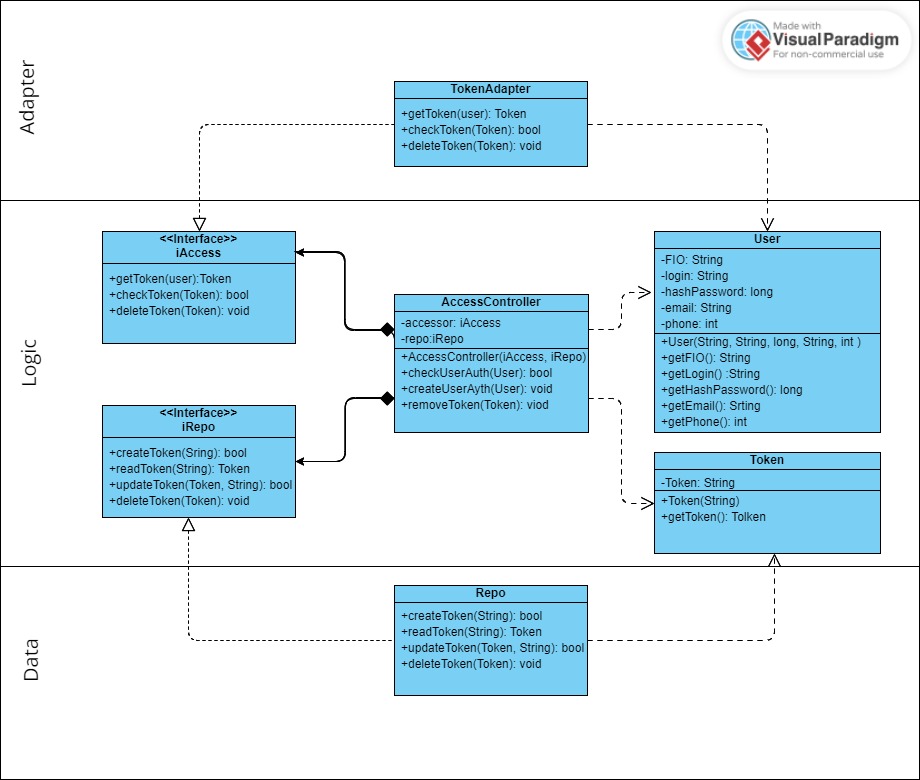 Made with
VisualParadigm
For non-commercial use
Adapter
TokenAdapter
+getToken(user): Token
+checkToken(Token): bool
+deleteToken(Token): void
Logic
<<Interface>>
iAccess
+getToken(user):Token
+checkToken(Token): bool
+deleteToken(Token): void
AccessController
-accessor: iAccess
-repo:iRepo
+AccessController(iAccess, iRepo)
+checkUserAuth(User): bool
+createUserAyth(User): void
+removeToken(Token): viod
User
-FIO: String
-login: String
-hashPassword: long
-email: String
-phone: int
+User(String, String, long, String, int )
+getFIO(): String
+getLogin() :String
+getHashPassword(): long
+getEmail(): Srting
+getPhone(): int
<<Interface>>
iRepo
+createToken(Sring): bool
+readToken(String): Token
+updateToken(Token, String): bool
+deleteToken(Token): void
Token
-Token: String
+Token(String)
+getToken(): Tolken
Data
Repo
+createToken(String): bool
+readToken(String): Token
+updateToken(Token, String): bool
+deleteToken(Token): void